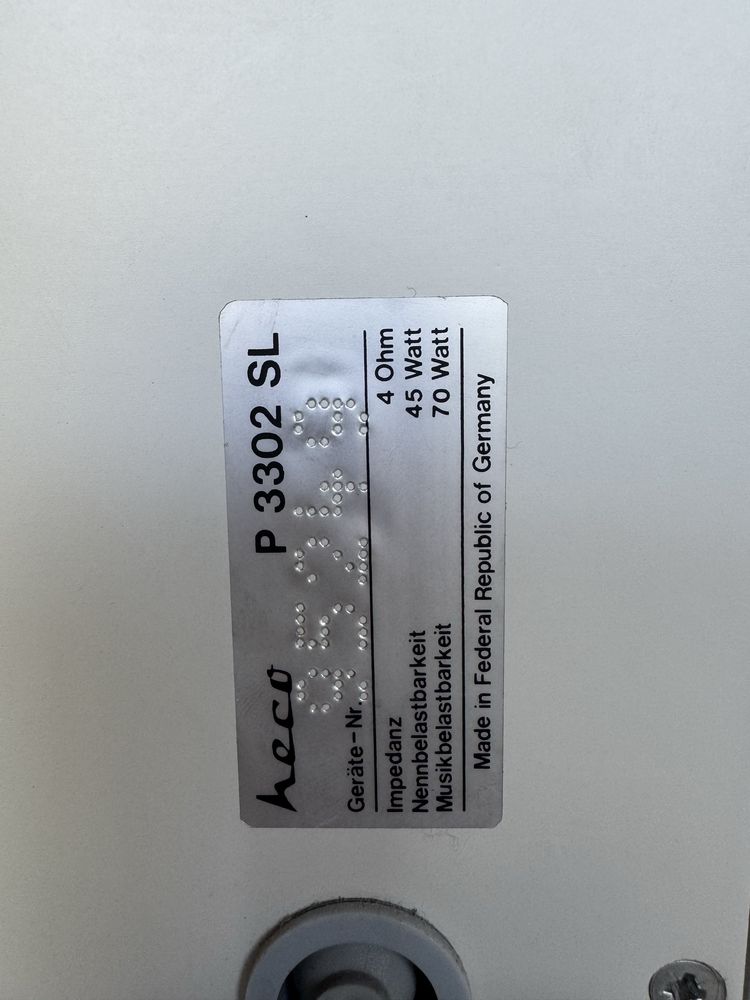 heco P 3302 SL
Geräte-Nr. 95249
Impedanz 4 Ohm
Nennbelastbarkeit 45 Watt
Musikbelastbarkeit 70 Watt
Made in Federal Republic of Germany